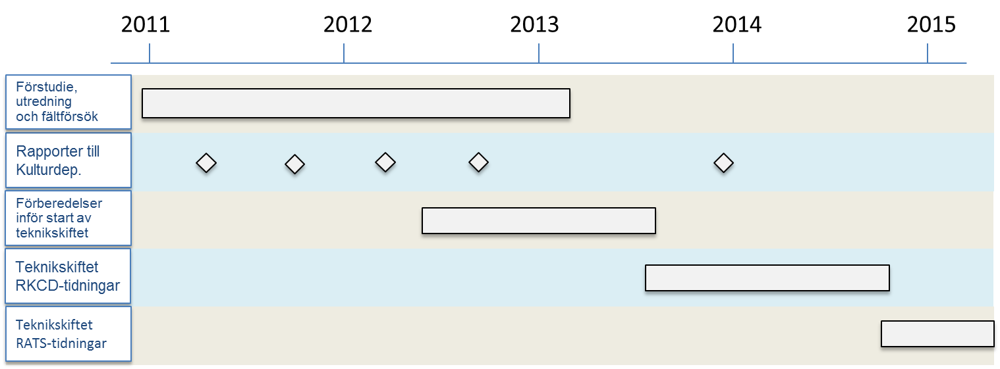 2011 2012 2013 2014 2015
Förstudie,
utredning
och fältförsök
Rapporter till
Kulturdep.
Förberedelser
inför start av
teknikskiftet
Teknikskiftet
RKCD-tidningar
Teknikskiftet
RATS-tidningar